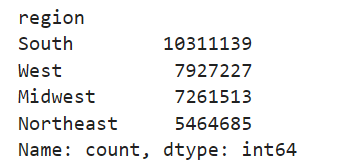 region
South        10311139
West          7927227
Midwest       7261513
Northeast     5464685
Name: count, dtype: int64